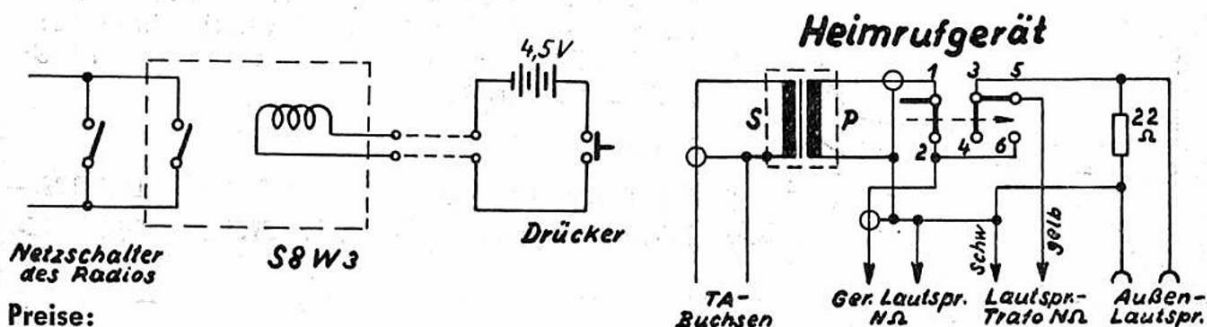 Heimrufgerät
4,5V
S
P
1
3
5
2
4
6
22
Ω
Drücker
Netzschalter
des Radios
S8W3
schw
gelb
TA-
Buchsen
Ger. Lautspr.
NΩ
Lautspr.-
Trafo NΩ
Außen-
Lautspr.
Preise: